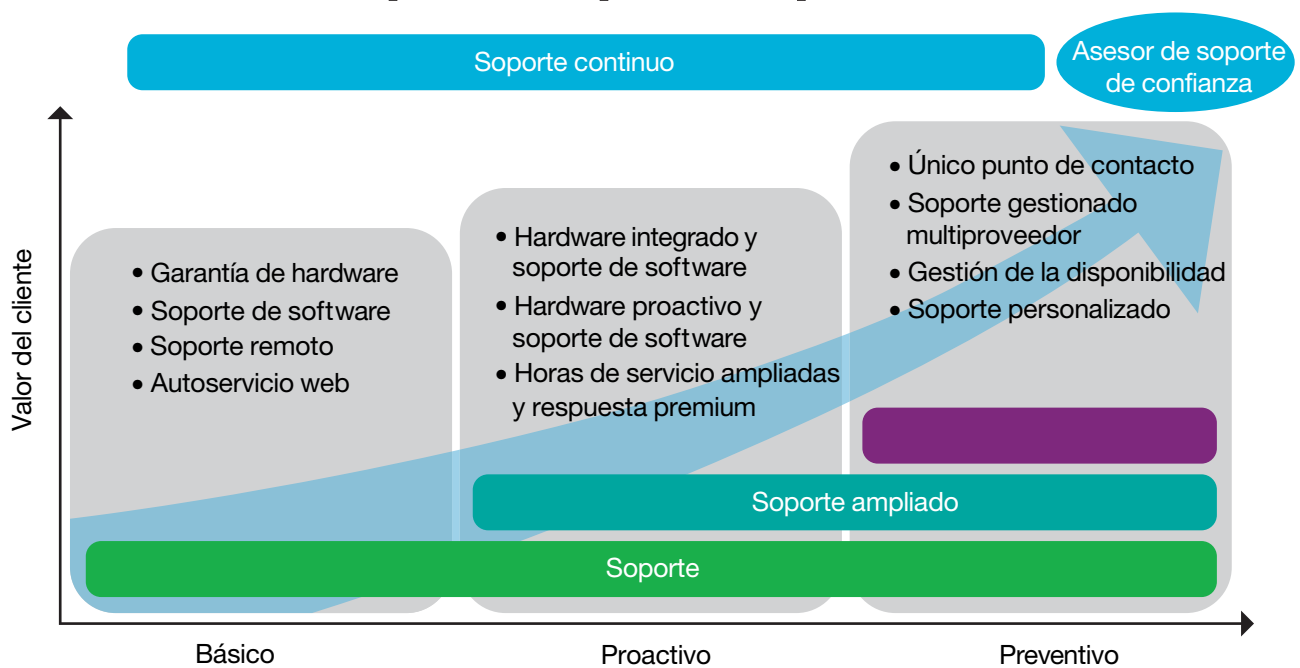 Soporte continuo
Asesor de soporte
de confianza
Valor del cliente
• Garantía de hardware
• Soporte de software
• Soporte remoto
• Autoservicio web
• Hardware integrado y
soporte de software
• Hardware proactivo y
soporte de software
• Horas de servicio ampliadas
y respuesta premium
• Único punto de contacto
• Soporte gestionado
multiproveedor
• Gestión de la disponibilidad
• Soporte personalizado
Soporte ampliado
Soporte
Básico
Proactivo
Preventivo